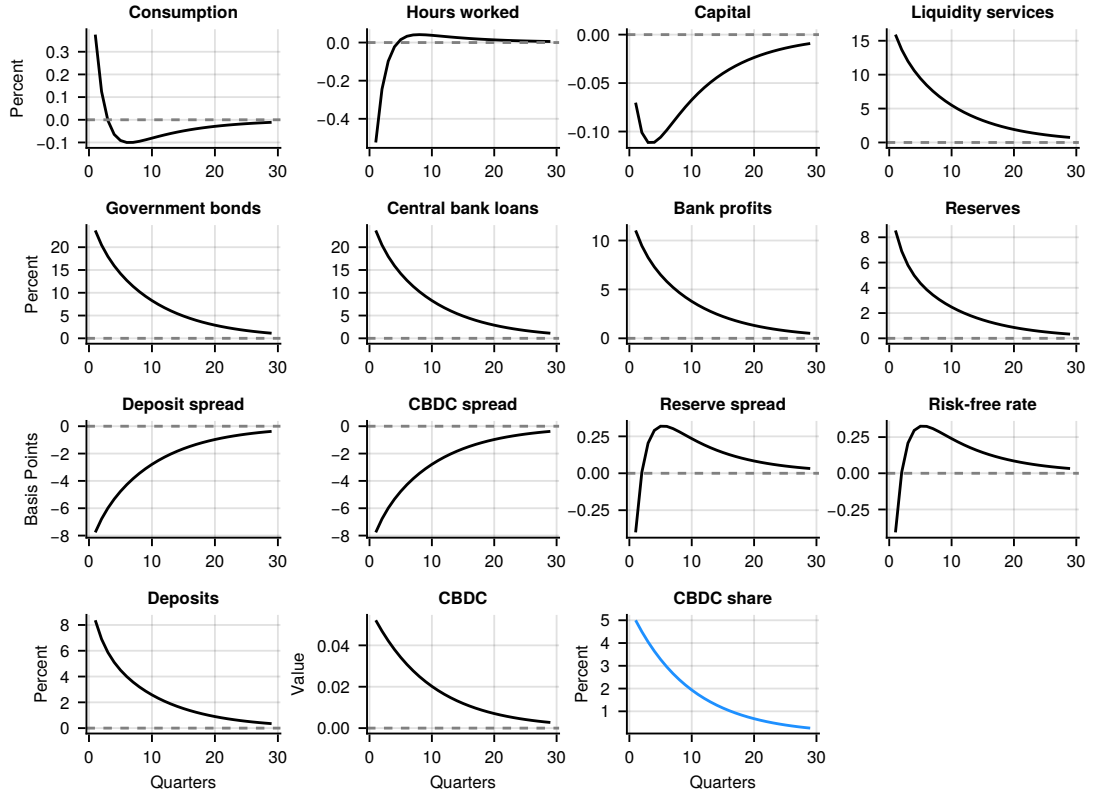 Consumption Hours worked Capital Liquidity services
Percent
0.3
0.2
0.1
0.0
−0.1
0 10 20 30
0.0
−0.2
−0.4
0 10 20 30
0.00
−0.05
−0.10
0 10 20 30
15
10
5
0
0 10 20 30
Government bonds Central bank loans Bank profits Reserves
Percent
20
15
10
5
0
0 10 20 30
20
15
10
5
0
0 10 20 30
10
5
0
0 10 20 30
8
6
4
2
0
0 10 20 30
Deposit spread CBDC spread Reserve spread Risk-free rate
Basis Points
0
−2
−4
−6
−8
0 10 20 30
0
−2
−4
−6
−8
0 10 20 30
0.25
0.00
−0.25
0 10 20 30
0.25
0.00
−0.25
0 10 20 30
Deposits CBDC CBDC share
Percent
8
6
4
2
0
0 10 20 30
Quarters
Value
0.04
0.02
0.00
0 10 20 30
Percent
5
4
3
2
1
0 10 20 30
Quarters